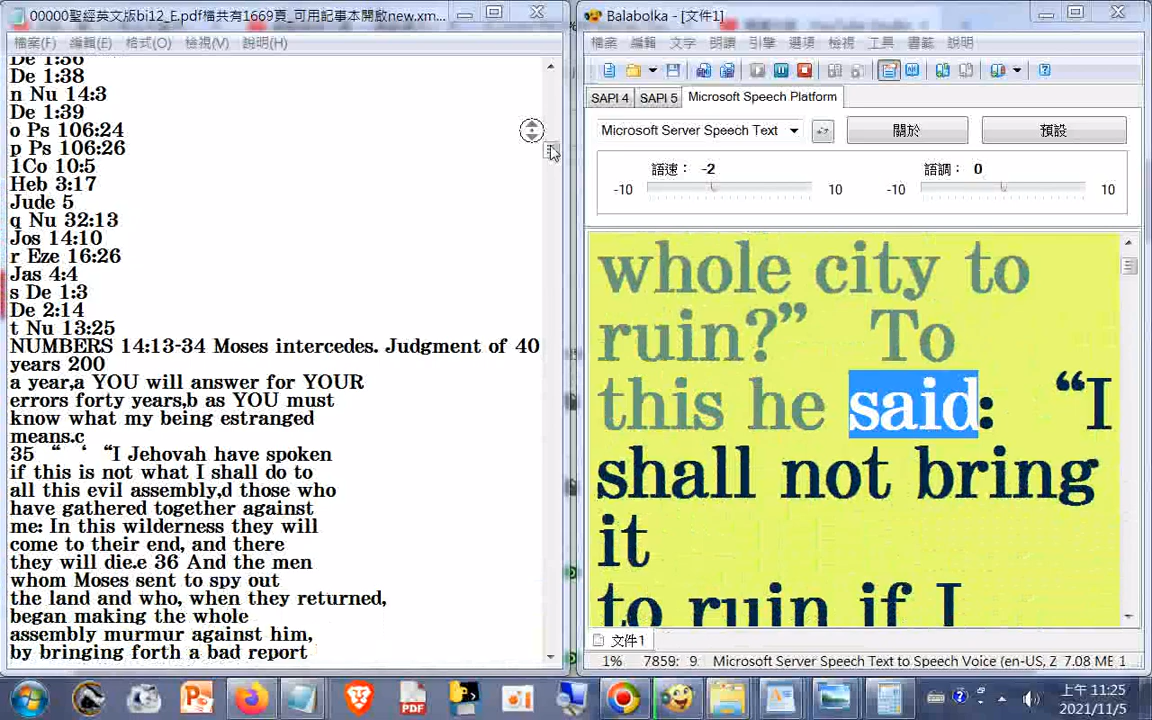 00000聖經英文版bi12_E.pdf檔共有1669頁_可用記事本開啟new.xm...
檔案(F) 編輯(E) 格式(O) 檢視(V) 說明(H)
De 1:36
De 1:38
n Nu 14:3
De 1:39
o Ps 106:24
p Ps 106:26
1Co 10:5
Heb 3:17
Jude 5
q Nu 32:13
Jos 14:10
r Eze 16:26
Jas 4:4
s De 1:3
De 2:14
t Nu 13:25
NUMBERS 14:13-34 Moses intercedes. Judgment of 40
years 200
a year,a YOU will answer for YOUR
errors forty years,b as YOU must
know what my being estranged
means.c
35 “ ‘ “I Jehovah have spoken
if this is not what I shall do to
all this evil assembly,d those who
have gathered together against
me: In this wilderness they will
come to their end, and there
they will die.e 36 And the men
whom Moses sent to spy out
the land and who, when they returned,
began making the whole
assembly murmur against him,
by bringing forth a bad report
Balabolka - [文件1]
檔案 編輯 文字 朗讀 引擎 選項 檢視 工具 書籤 說明
SAPI 4 SAPI 5 Microsoft Speech Platform
Microsoft Server Speech Text 關於 預設
語速： -2 語調： 0
-10 10 -10 10
whole city to
ruin?” To
this he said: “I
shall not bring
it
to ruin if I
文件1
1% 7859: 9 Microsoft Server Speech Text to Speech Voice (en-US, Z 7.08 ME 1
PDF
上午 11:25
2021/11/5